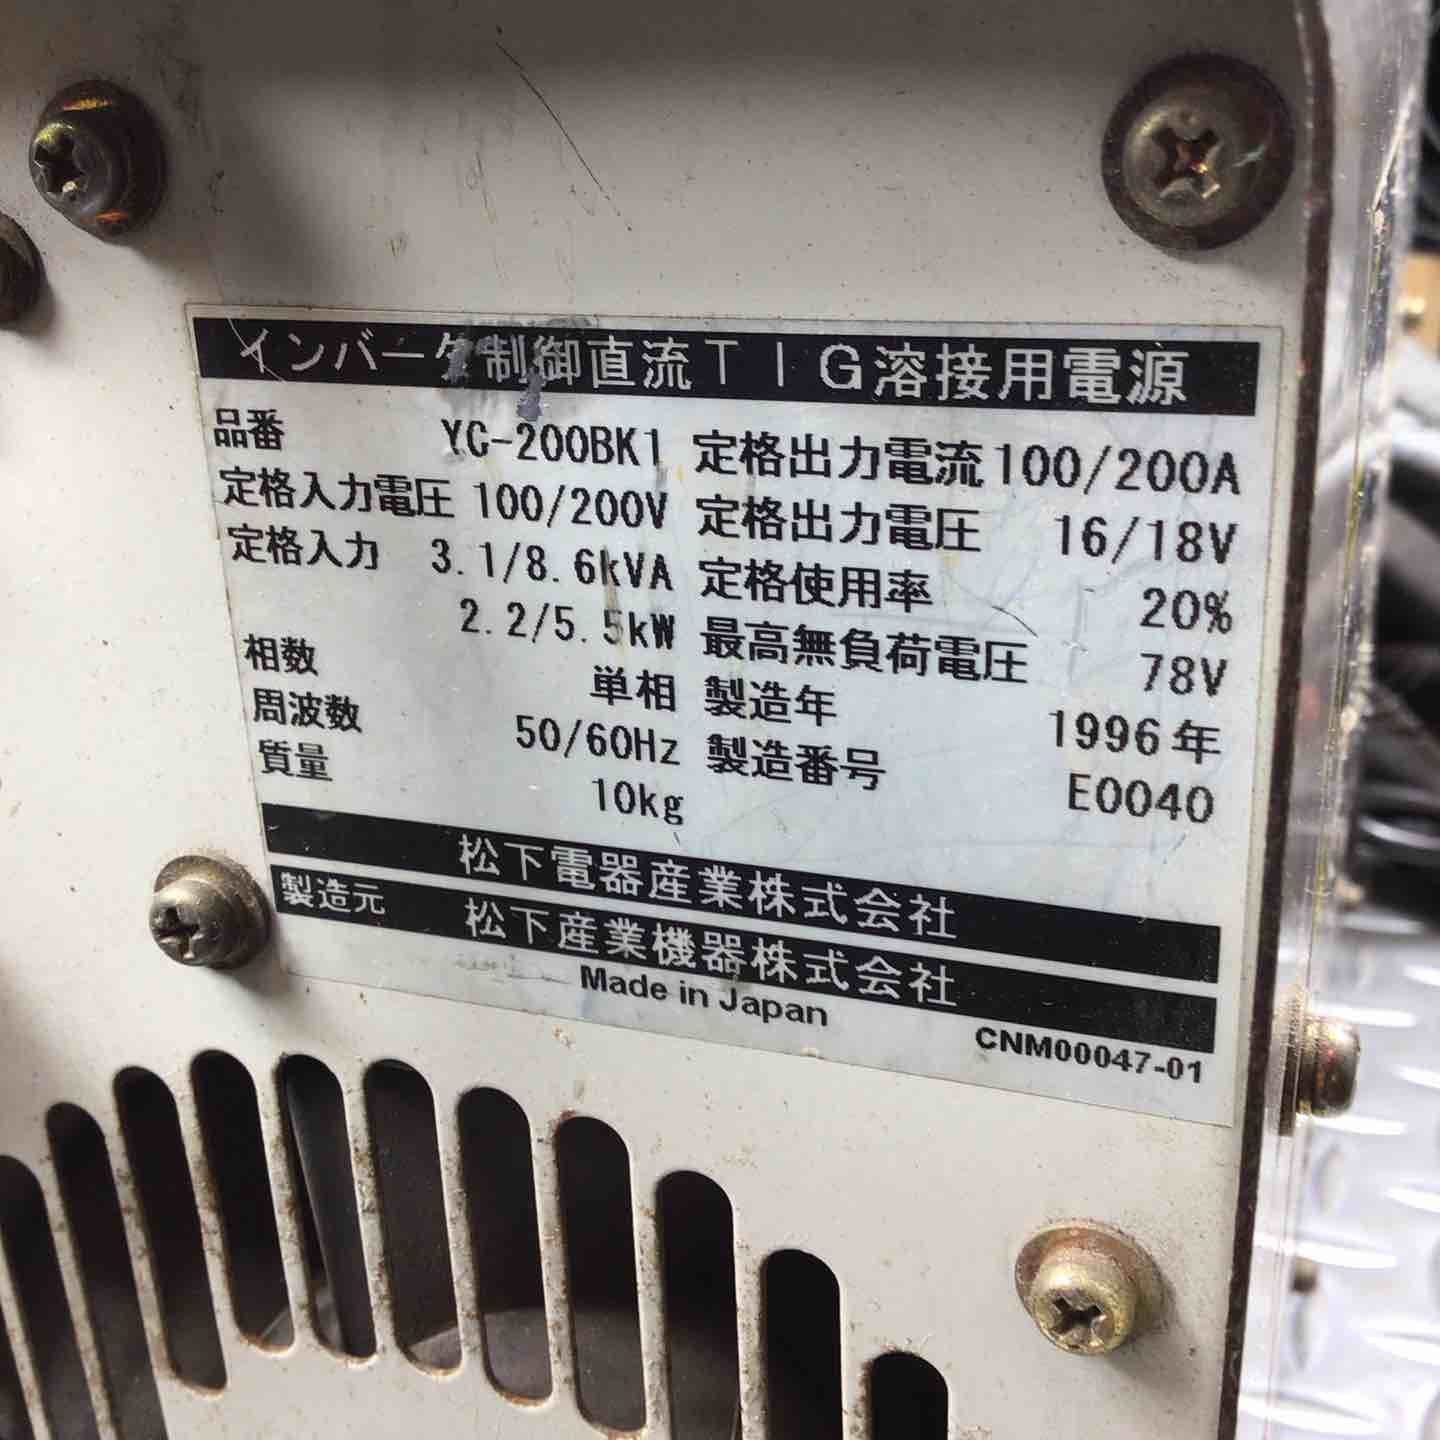 インバータ制御直流TIG溶接用電源
品番 YC-200BK1 定格出力電流 100/200A
定格入力電圧 100/200V 定格出力電圧 16/18V
定格入力 3.1/8.6kVA 定格使用率 20%
2.2/5.5kW 最高無負荷電圧 78V
相数 単相 製造年 1996年
周波数 50/60Hz 製造番号 E0040
質量 10kg
松下電器産業株式会社
製造元 松下産業機器株式会社
Made in Japan
CNM00047-01